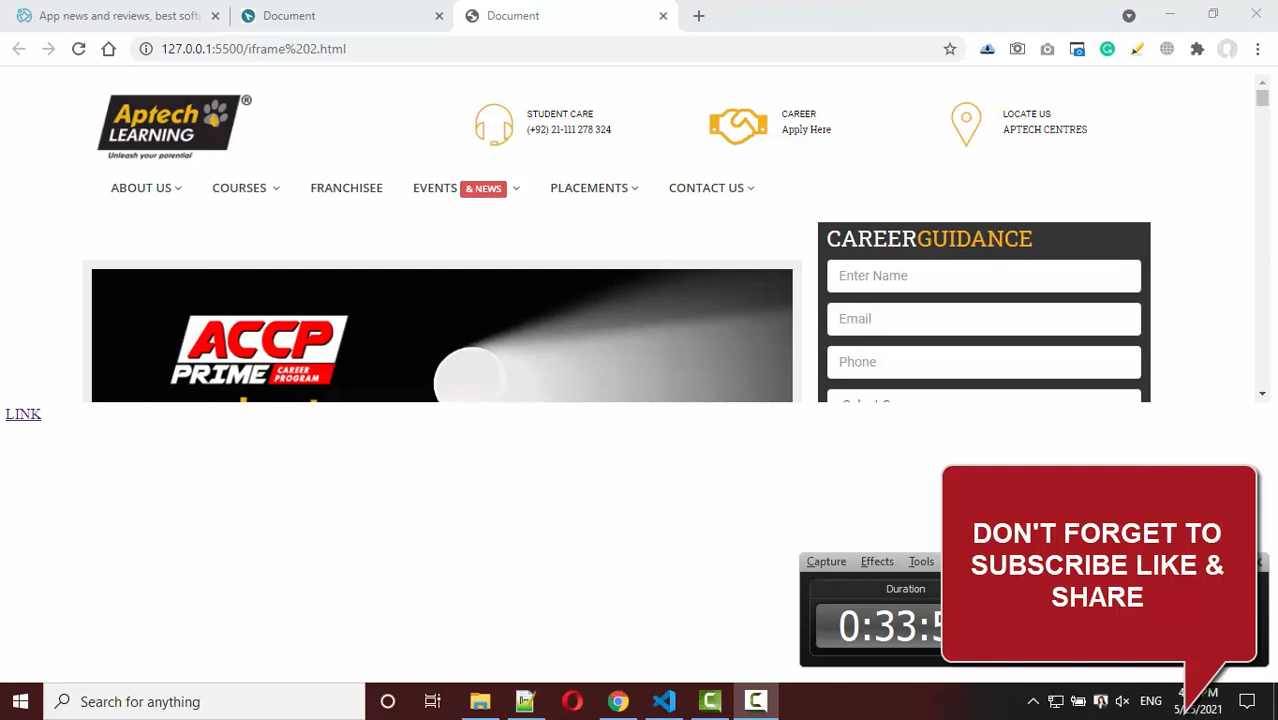 App news and reviews, best soft
Document
Document
127.0.0.1:5500/iframe%202.html
Aptech
LEARNING
®
Unleash your potential
STUDENT CARE
(+92) 21-111 278 324
CAREER
Apply Here
LOCATE US
APTECH CENTRES
ABOUT US
COURSES
FRANCHISEE
EVENTS & NEWS
PLACEMENTS
CONTACT US
CAREERGUIDANCE
Enter Name
Email
Phone
ACCP
PRIME CAREER PROGRAM
LINK
DON'T FORGET TO
SUBSCRIBE LIKE &
SHARE
Capture Effects Tools
Duration
0:33:5
Search for anything
ENG